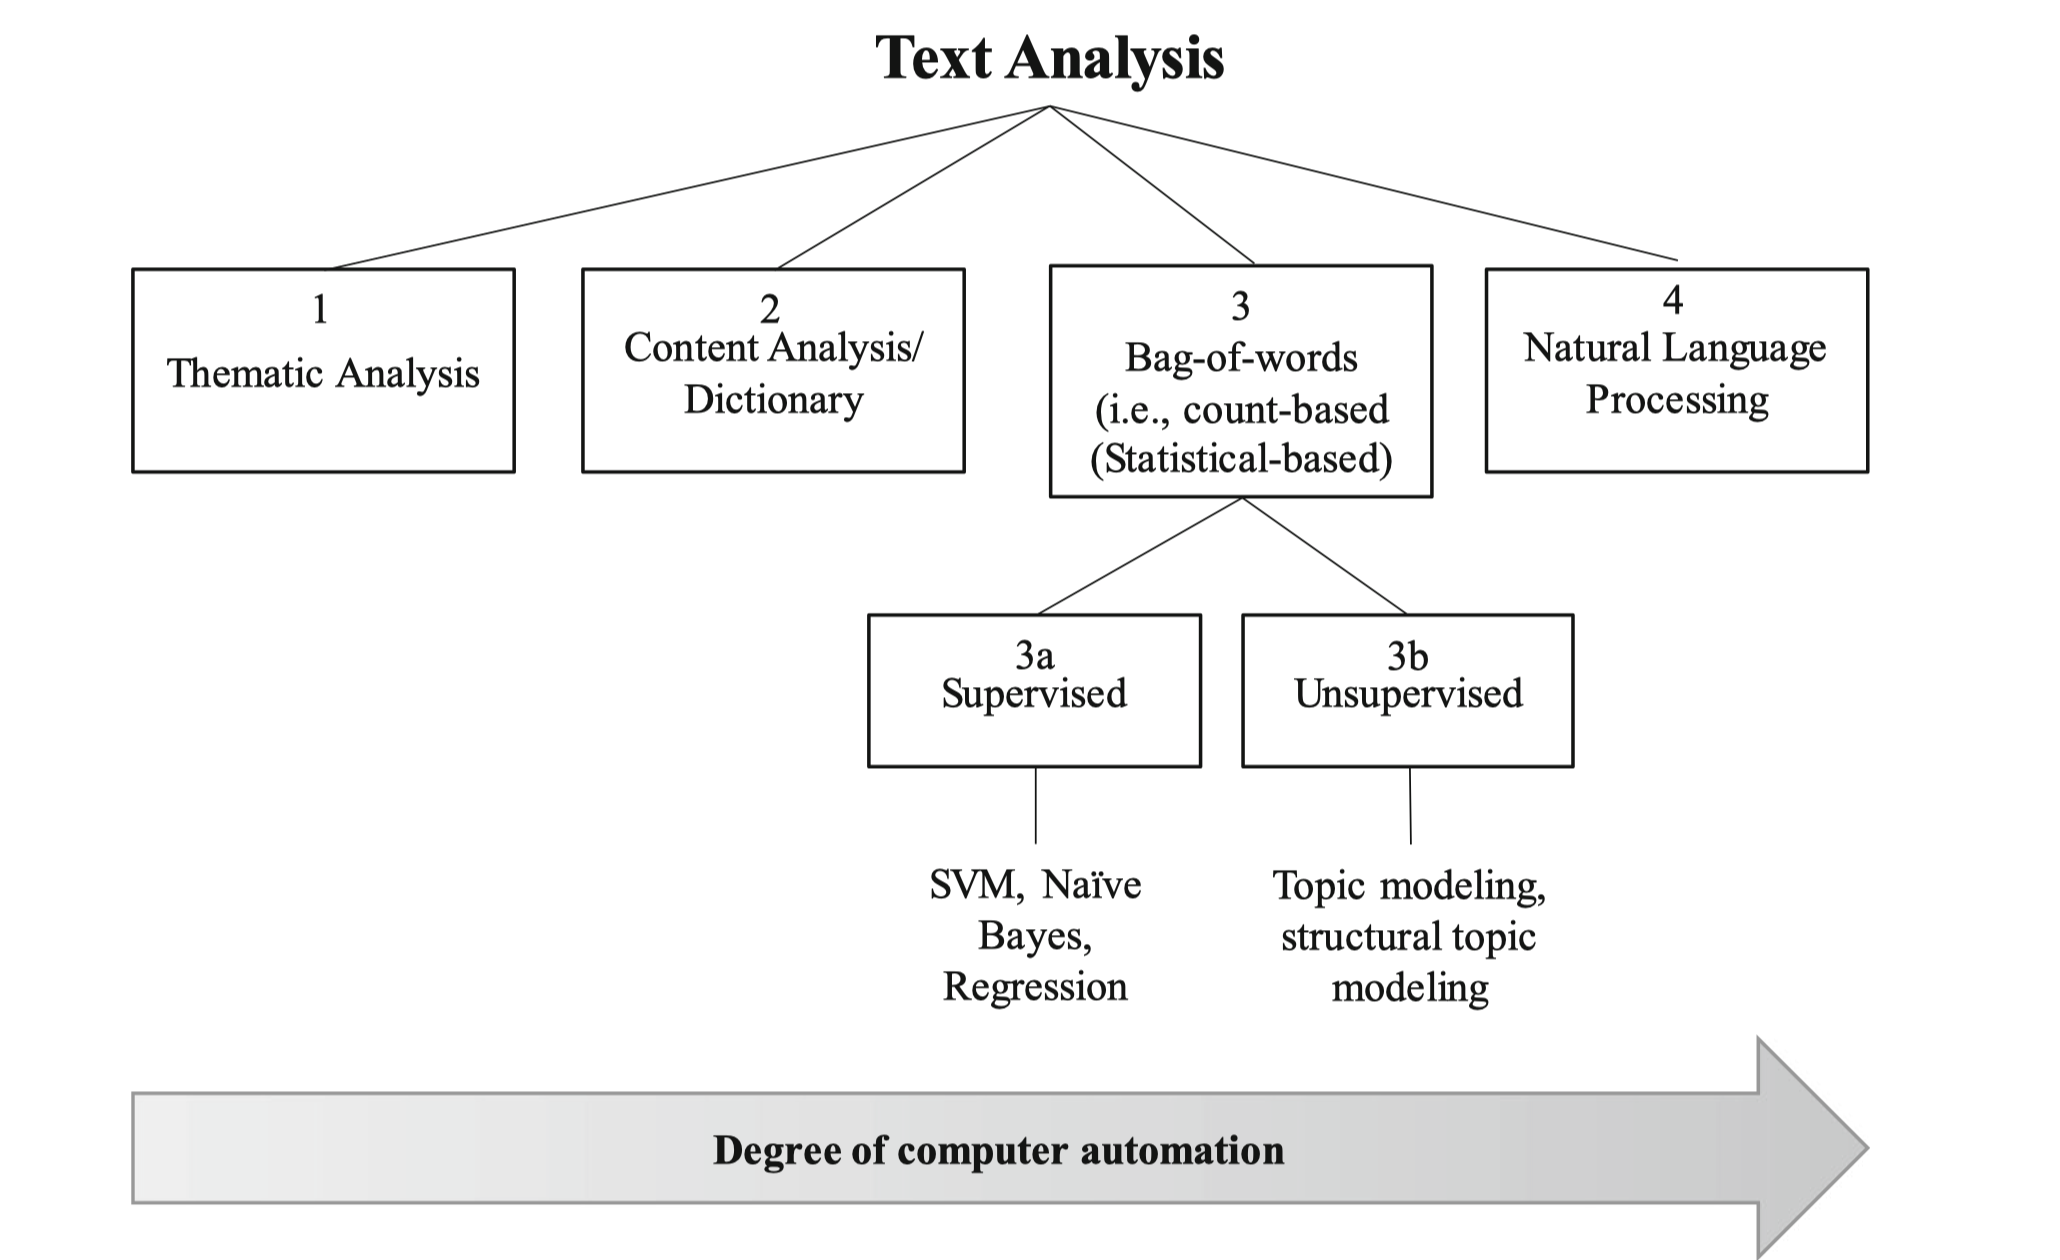 Text Analysis
1
Thematic Analysis
2
Content Analysis/
Dictionary
3
Bag-of-words
(i.e., count-based
(Statistical-based)
4
Natural Language
Processing
3a
Supervised
3b
Unsupervised
SVM, Naïve
Bayes,
Regression
Topic modeling,
structural topic
modeling
Degree of computer automation